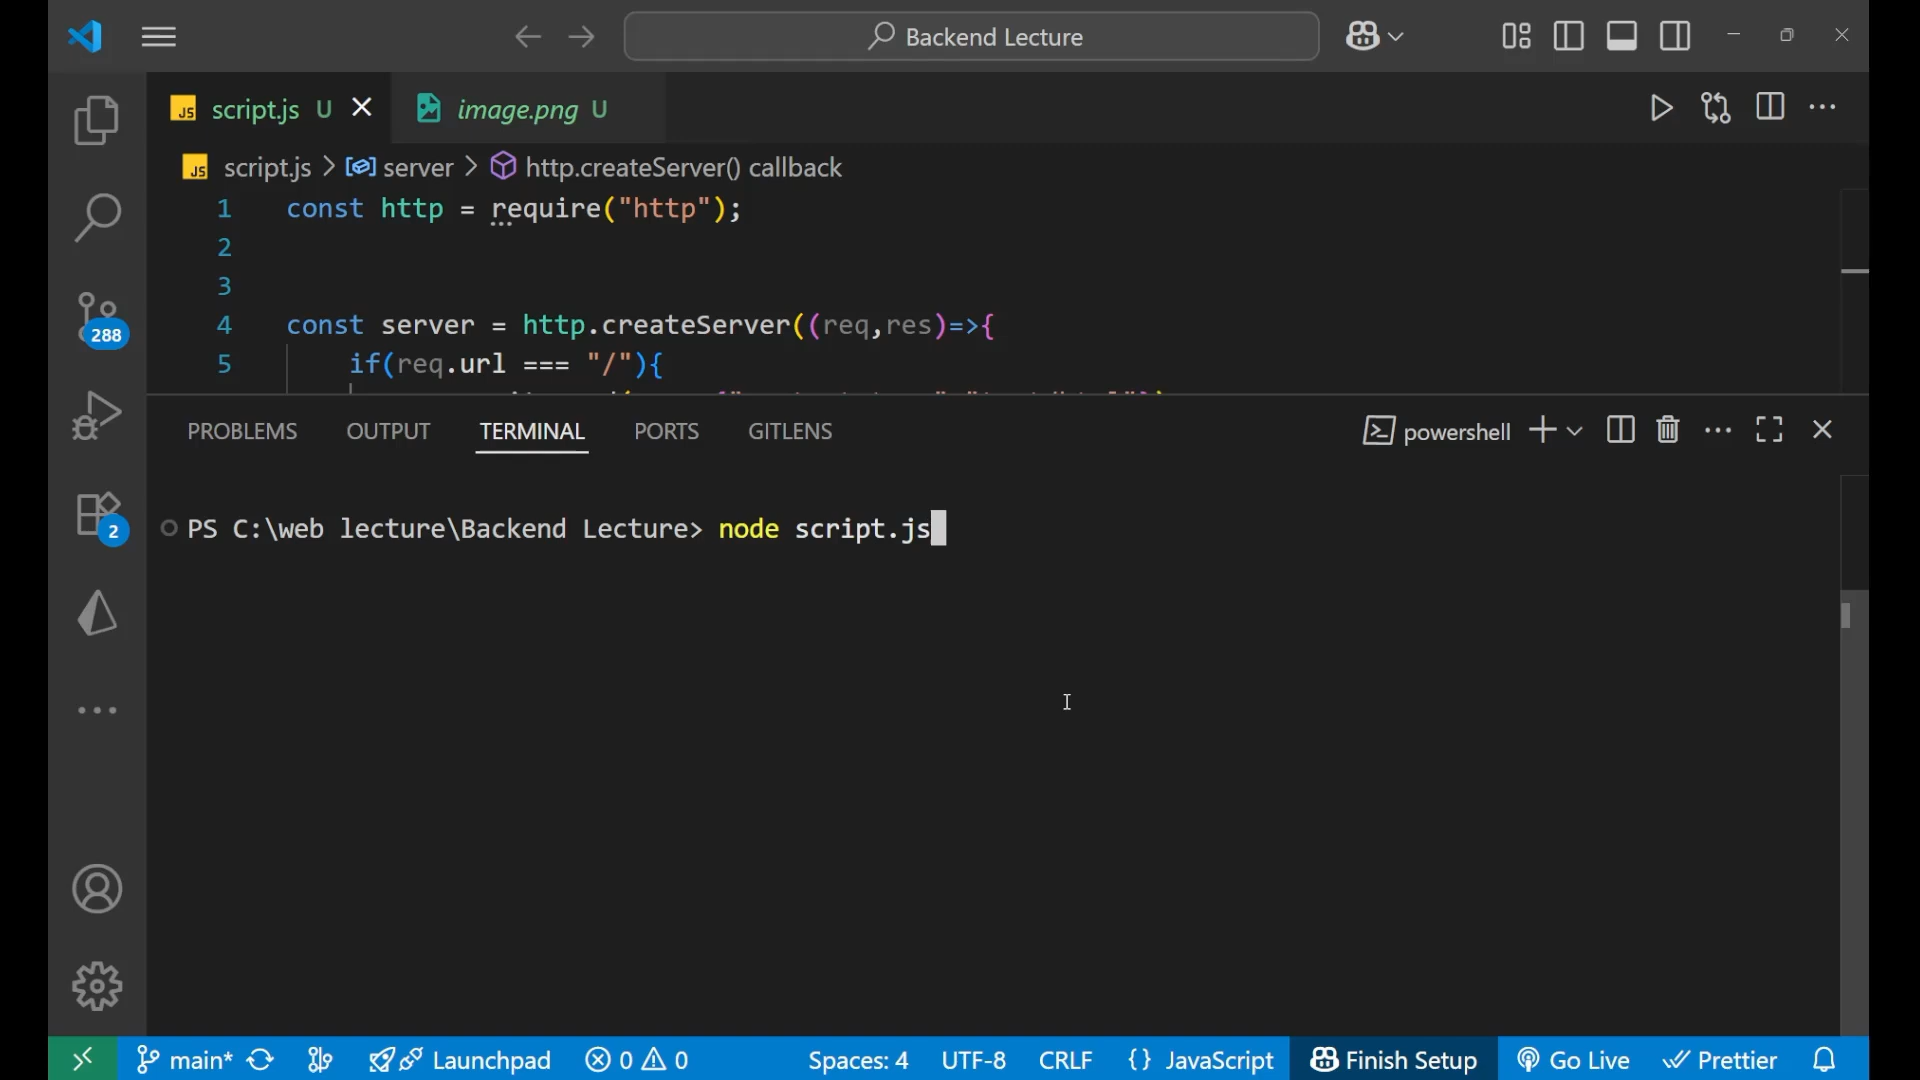 Backend Lecture
JS script.js U image.png U
JS script.js server http.createServer() callback
1 const http = require("http");
2
3
4 const server = http.createServer((req,res)=>{
5 if(req.url === "/"){
288
PROBLEMS OUTPUT TERMINAL PORTS GITLENS powershell
PS C:\web lecture\Backend Lecture> node script.js
2
main* Launchpad 0 0 Spaces: 4 UTF-8 CRLF {} JavaScript Finish Setup Go Live Prettier